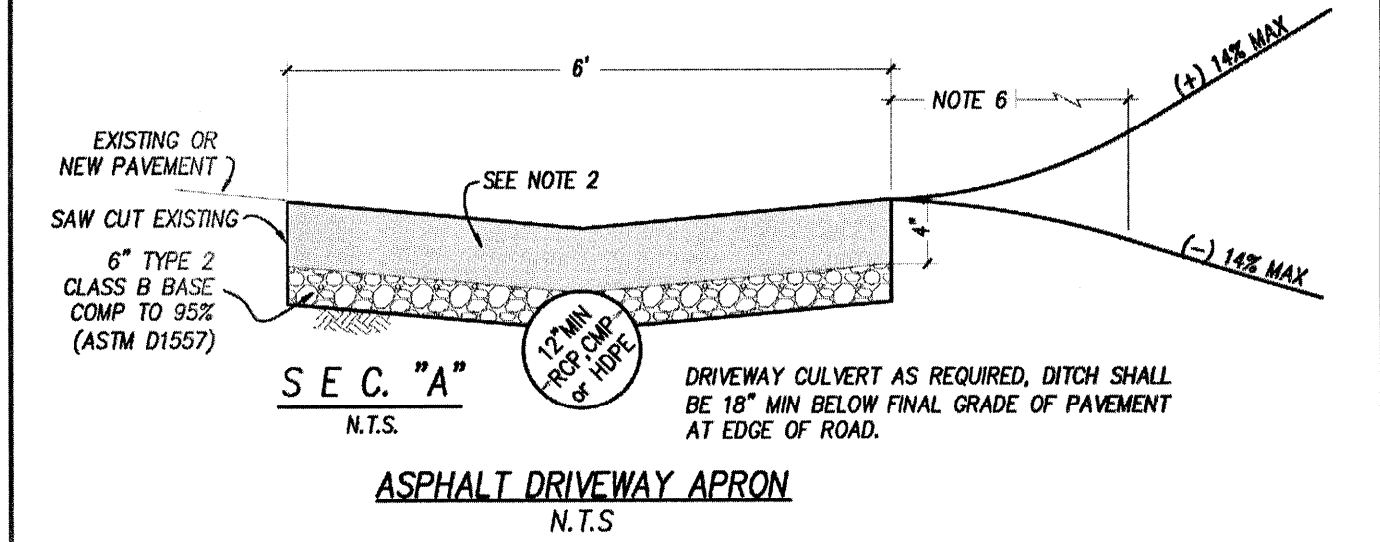 6'
(+) 14% MAX
NOTE 6
EXISTING OR
NEW PAVEMENT
SEE NOTE 2
SAW CUT EXISTING
4"
(-) 14% MAX
6" TYPE 2
CLASS B BASE
COMP TO 95%
(ASTM D1557)
12" MIN
RCP, CMP
or HDPE
S E C. "A"
N.T.S.
DRIVEWAY CULVERT AS REQUIRED, DITCH SHALL
BE 18" MIN BELOW FINAL GRADE OF PAVEMENT
AT EDGE OF ROAD.
ASPHALT DRIVEWAY APRON
N.T.S